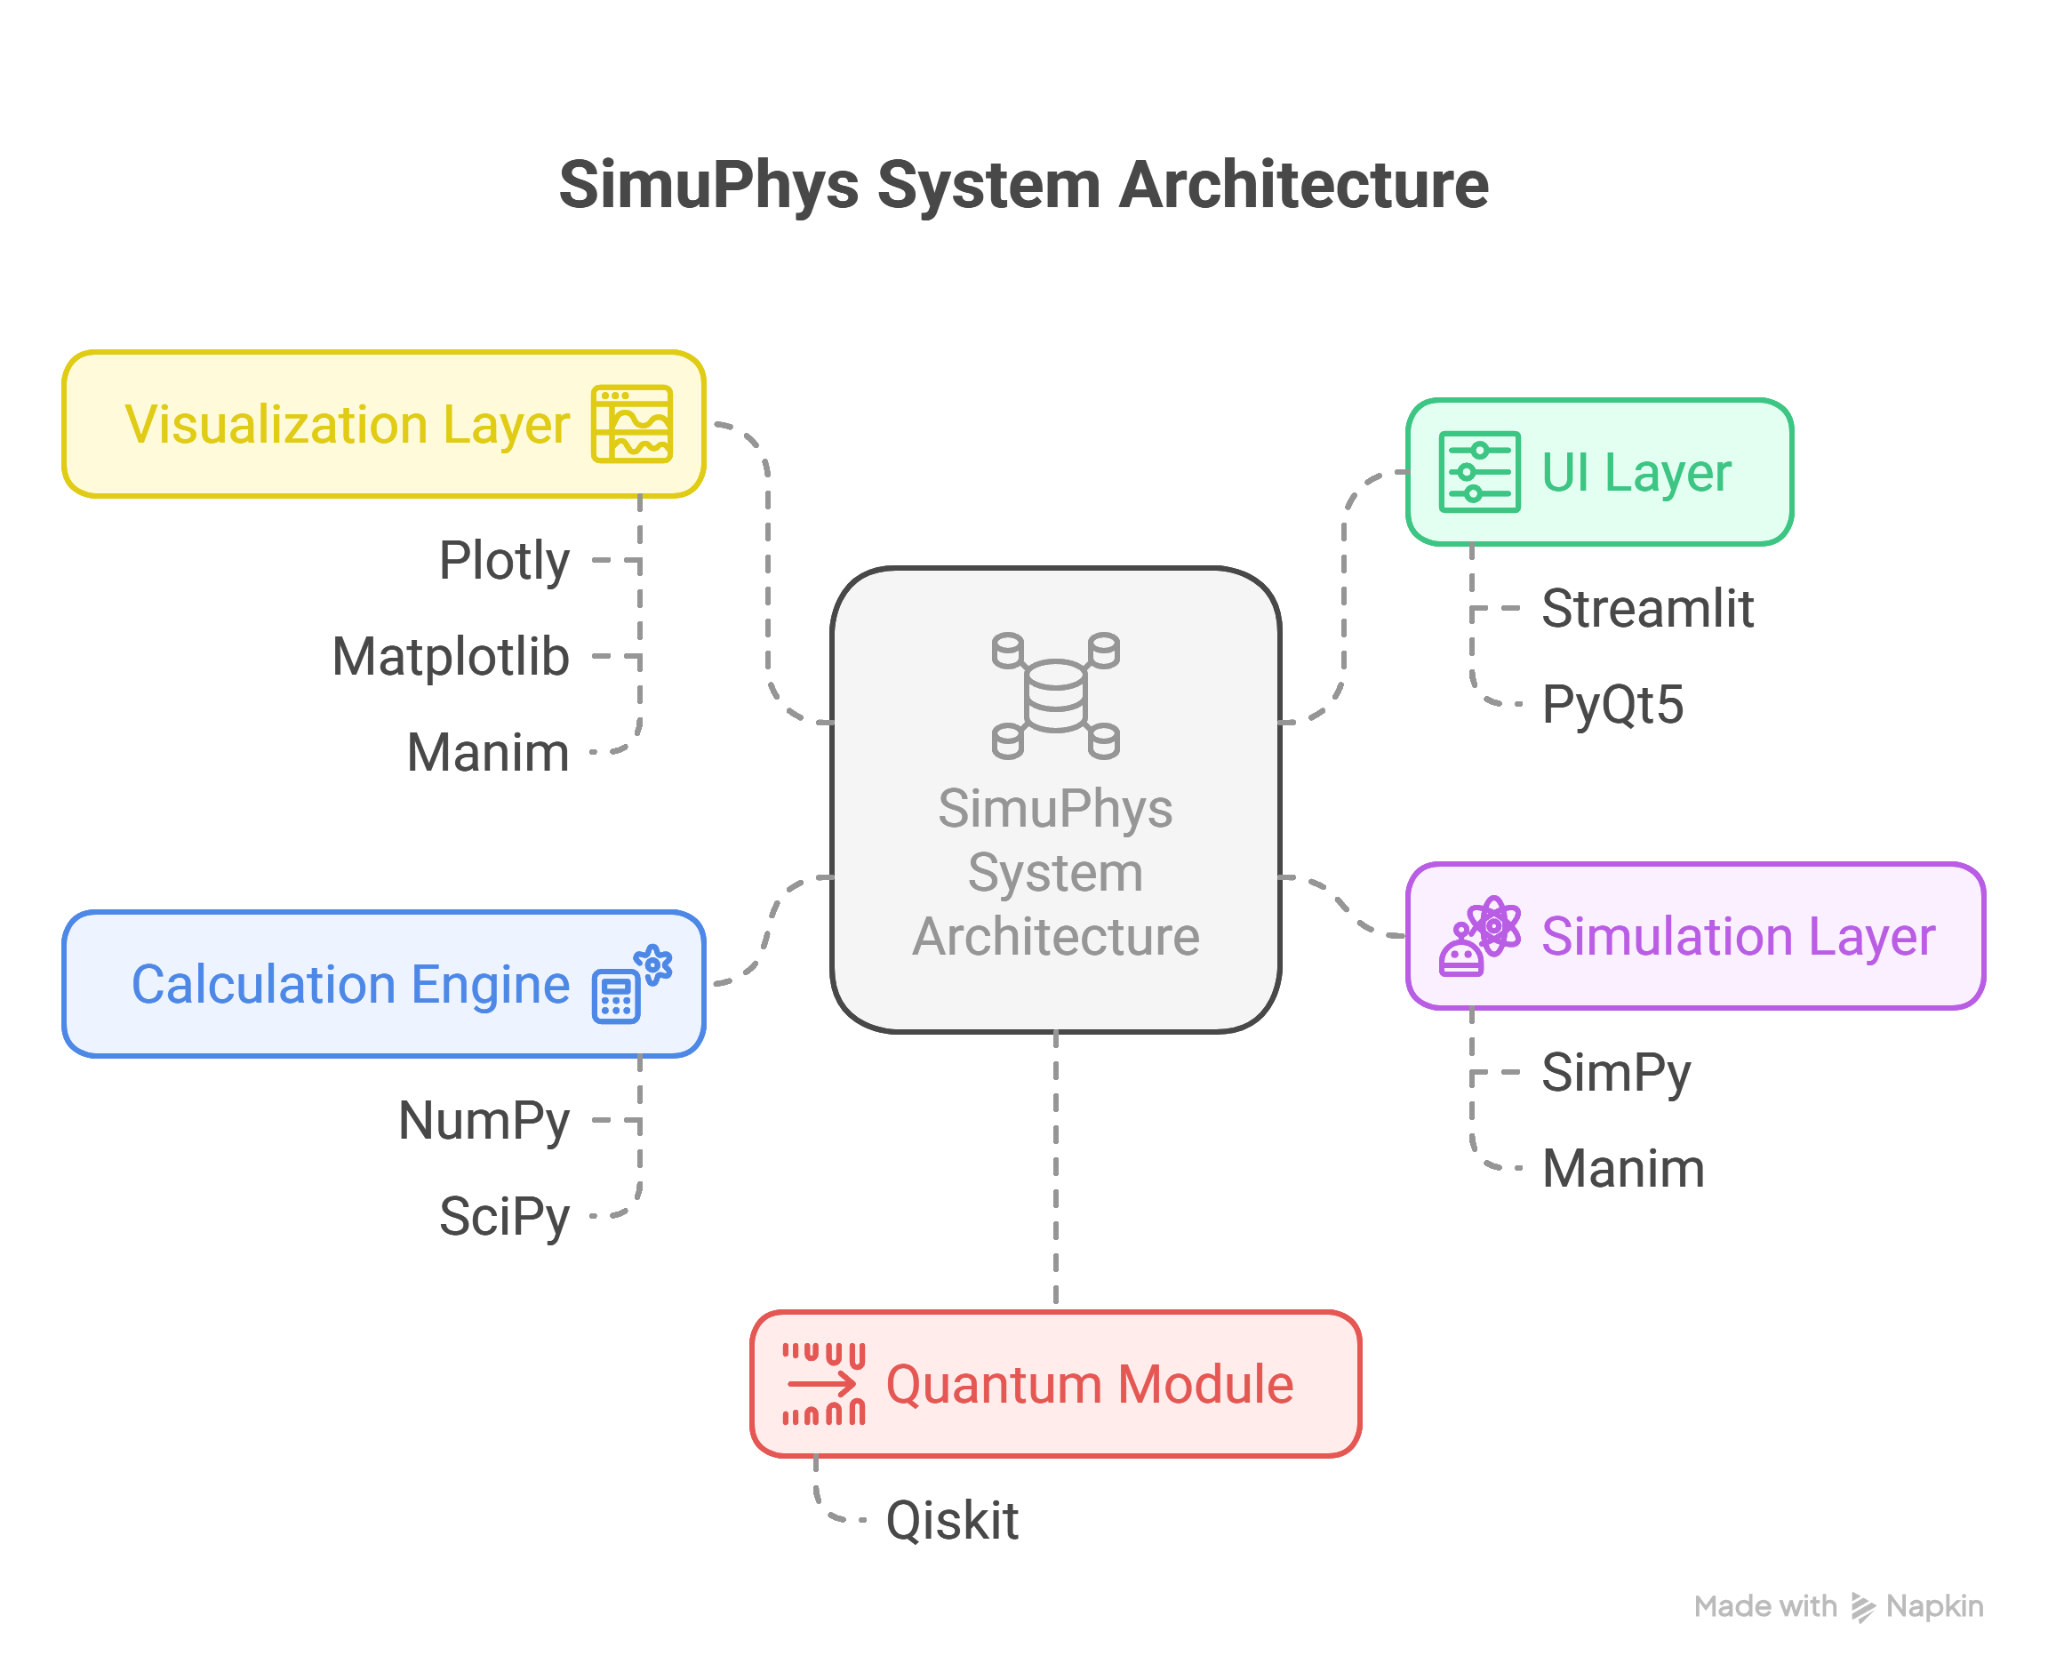 SimuPhys System Architecture
Visualization Layer
Plotly
Matplotlib
Manim
Calculation Engine
NumPy
SciPy
SimuPhys
System
Architecture
UI Layer
Streamlit
PyQt5
Simulation Layer
SimPy
Manim
Quantum Module
Qiskit
Made with Napkin